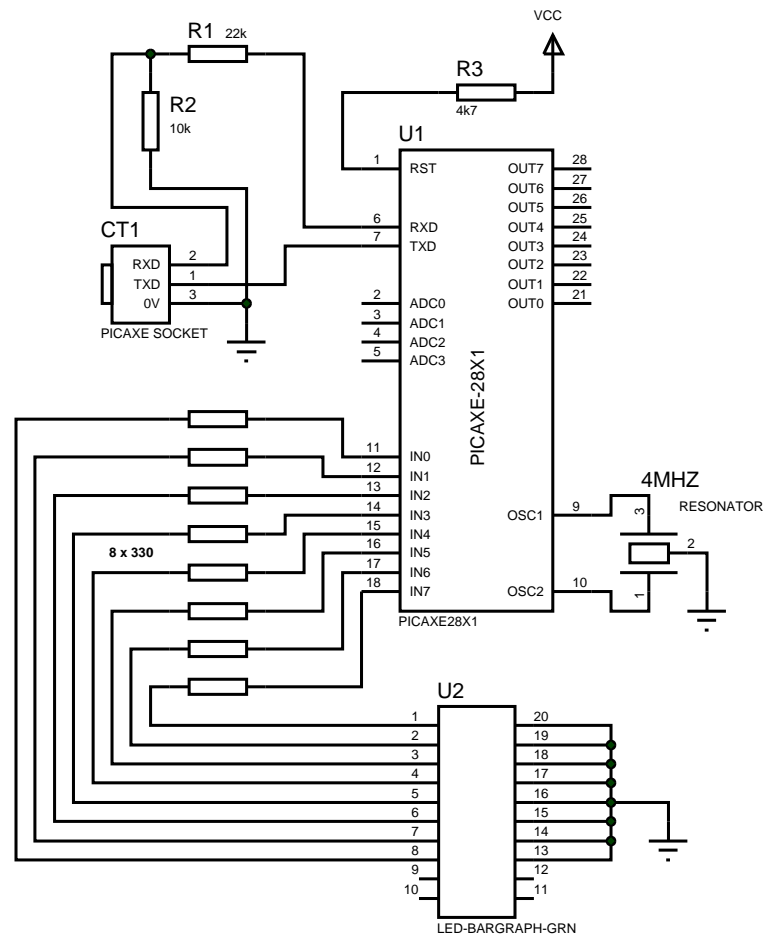 VCC
R1 22k
R3
4k7
R2
10k
U1
1 RST OUT7 28
OUT6 27
OUT5 26
6 RXD OUT4 25
7 TXD OUT3 24
OUT2 23
OUT1 22
2 ADC0 OUT0 21
3 ADC1
4 ADC2
5 ADC3
CT1
RXD 2
TXD 1
0V 3
PICAXE SOCKET
PICAXE-28X1
11 IN0
12 IN1
13 IN2
14 IN3 OSC1 9
15 IN4
16 IN5
17 IN6
18 IN7 OSC2 10
PICAXE28X1
8 x 330
4MHZ
RESONATOR
3
2
1
U2
1 20
2 19
3 18
4 17
5 16
6 15
7 14
8 13
9 12
10 11
LED-BARGRAPH-GRN